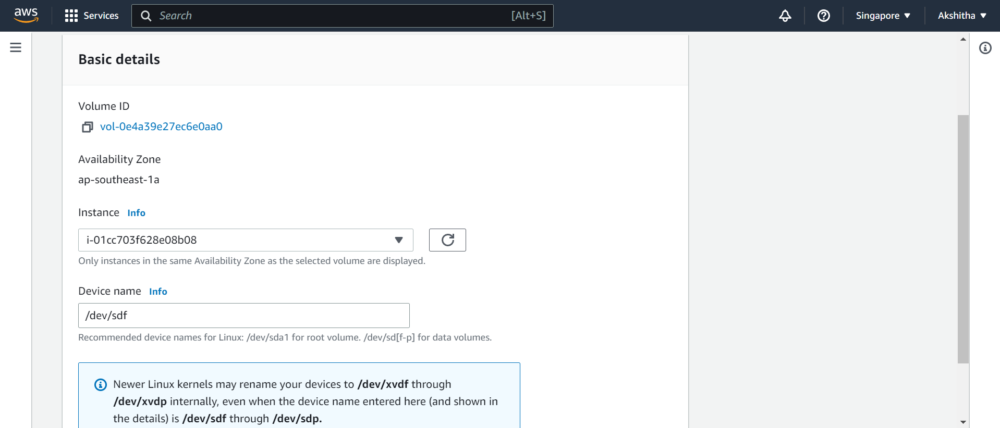 aws Services Search [Alt+S] Singapore Akshitha
Basic details
Volume ID
vol-0e4a39e27ec6e0aa0
Availability Zone
ap-southeast-1a
Instance Info
i-01cc703f628e08b08
Only instances in the same Availability Zone as the selected volume are displayed.
Device name Info
/dev/sdf
Recommended device names for Linux: /dev/sda1 for root volume. /dev/sd[f-p] for data volumes.
Newer Linux kernels may rename your devices to /dev/xvdf through
/dev/xvdp internally, even when the device name entered here (and shown in
the details) is /dev/sdf through /dev/sdp.